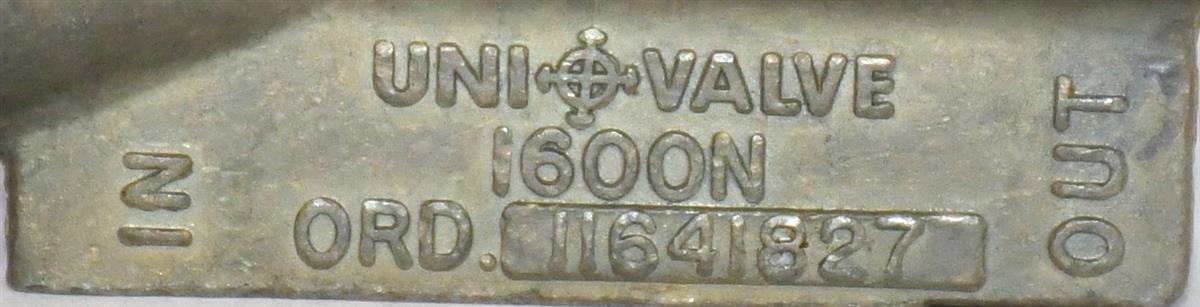 UNI VALVE
1600N
ORD. 11641827
IN
OUT